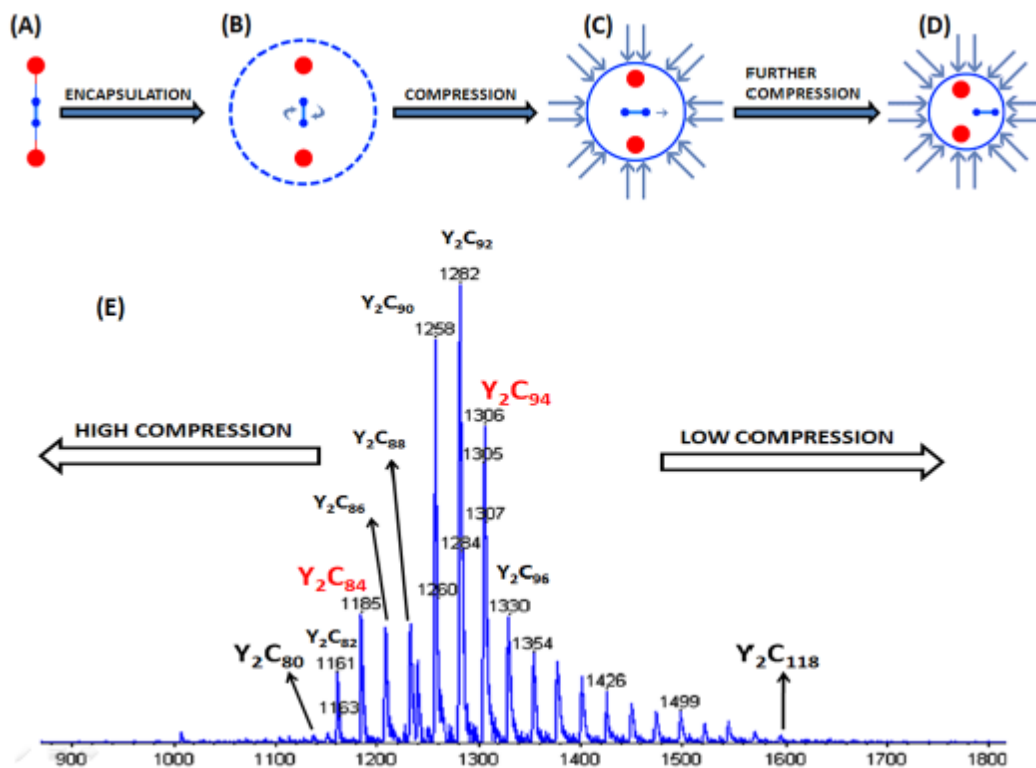 (A)
(B)
(C)
(D)
ENCAPSULATION
COMPRESSION
FURTHER
COMPRESSION
(E)
Y₂C₉₂
1282
Y₂C₉₀
1258
Y₂C₉₄
1306
1305
HIGH COMPRESSION
LOW COMPRESSION
Y₂C₈₈
Y₂C₈₆
1307
1284
Y₂C₈₄
1260
Y₂C₉₆
1185
1330
Y₂C₈₀
Y₂C₈₂
1161
1354
Y₂C₁₁₈
1163
1426
1499
900 1000 1100 1200 1300 1400 1500 1600 1700 1800